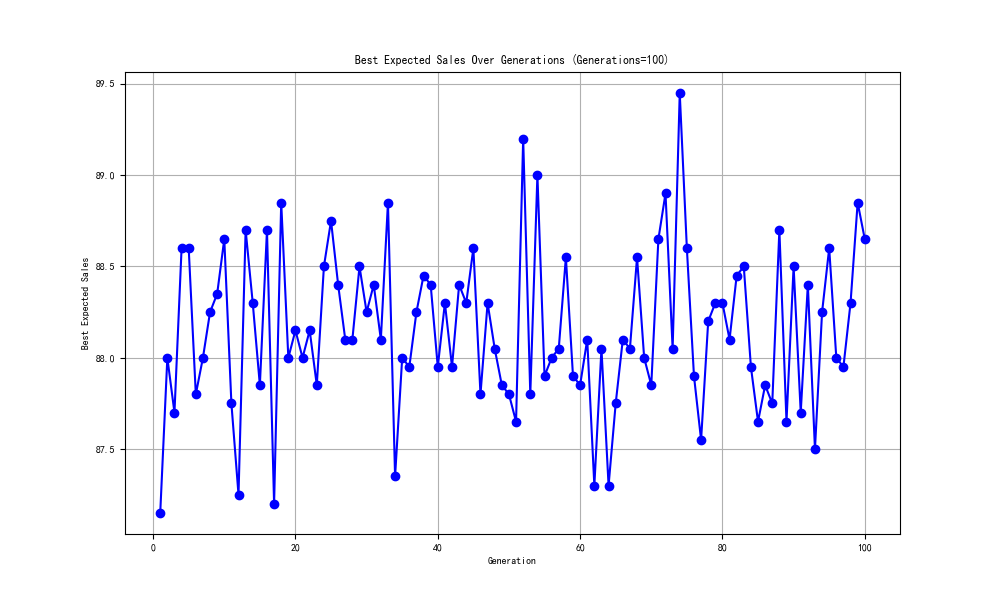 Best Expected Sales Over Generations (Generations=100)
89.5
89.0
88.5
88.0
87.5
Best Expected Sales
0 20 40 60 80 100
Generation